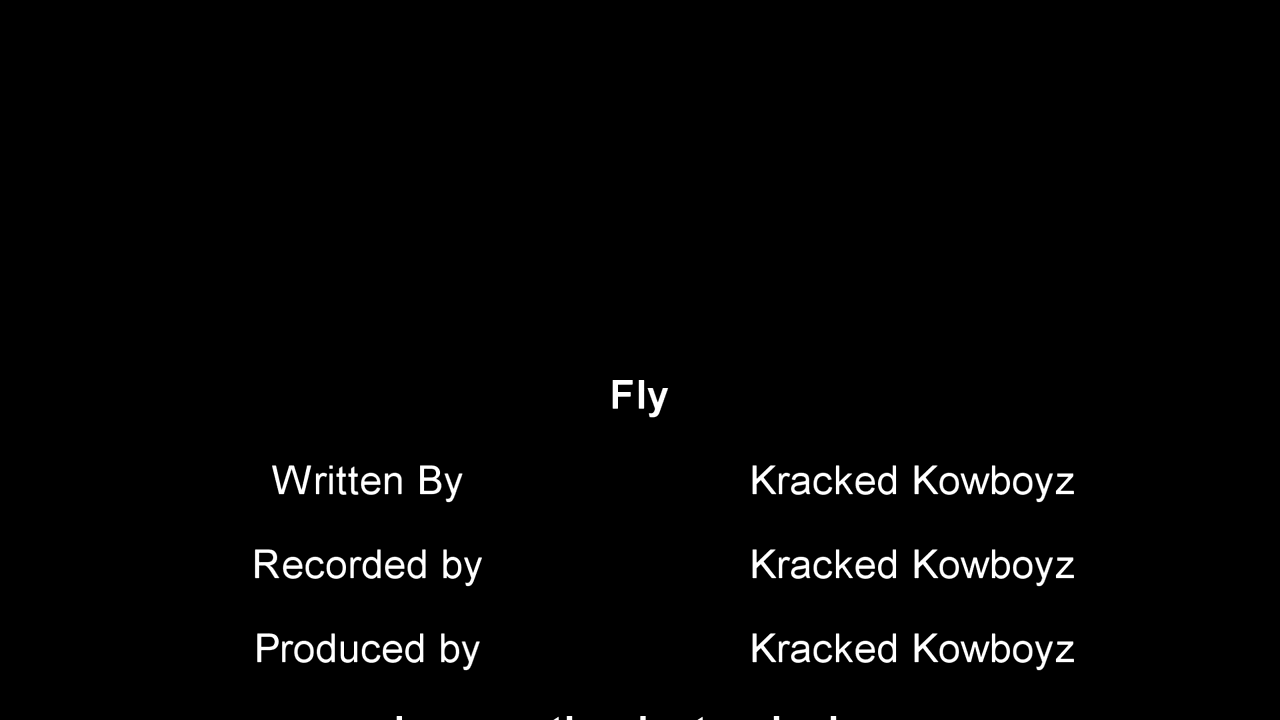 Fly
Written By Kracked Kowboyz
Recorded by Kracked Kowboyz
Produced by Kracked Kowboyz